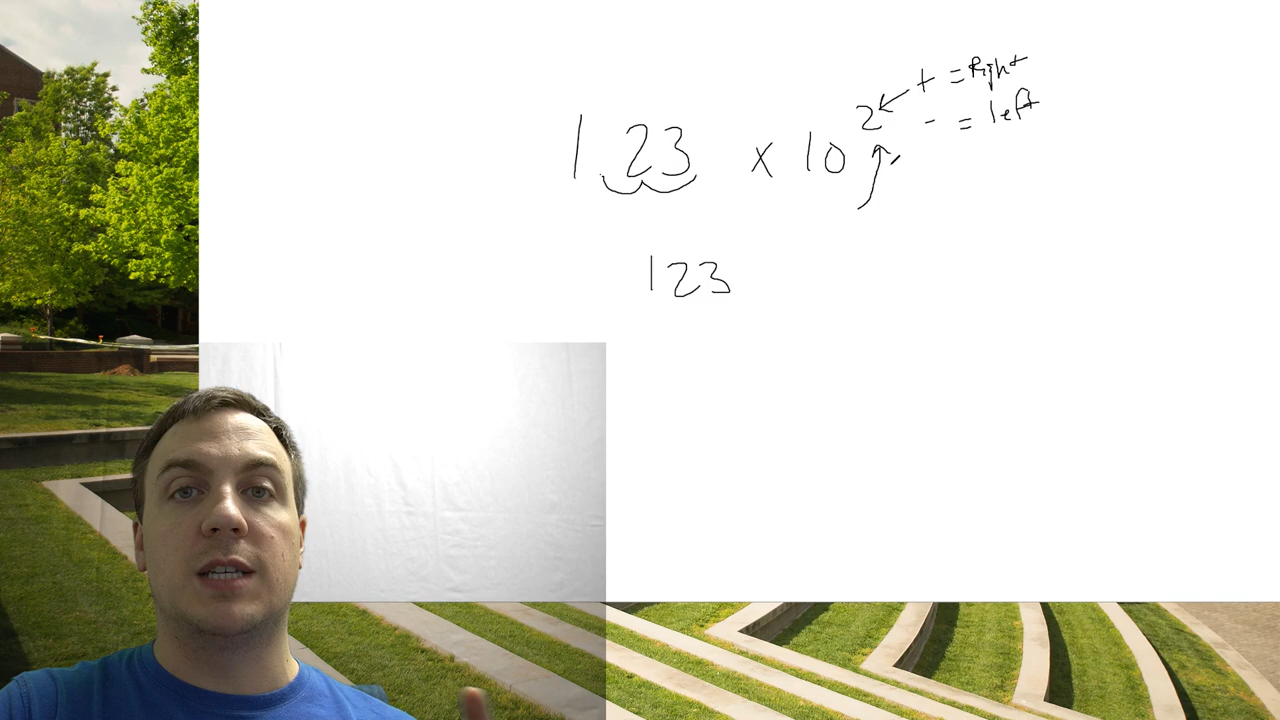 1.23 x 10²
+ = Right
- = left
123